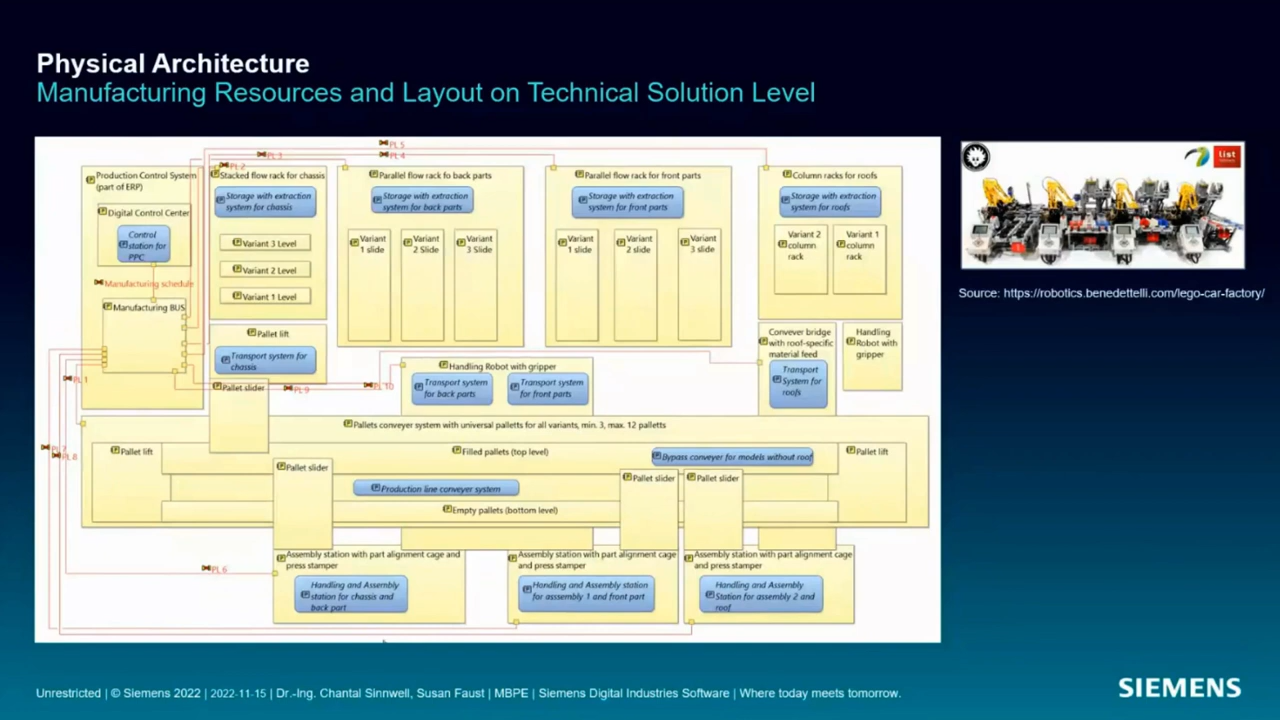 Physical Architecture
Manufacturing Resources and Layout on Technical Solution Level
PL 5
PL 3
PL 4
PL 2
Production Control System
(part of ERP)
Digital Control Center
Control
station for
PPC
Manufacturing schedule
Manufacturing BUS
Stacked flow rack for chassis
Storage with extraction
system for chassis
Variant 3 Level
Variant 2 Level
Variant 1 Level
Parallel flow rack fo back parts
Storage with extraction
system for back parts
Variant
1 slide
Variant
2 Slide
Variant
3 Slide
Parallel flow rack for front parts
Storage with extraction
system for front parts
Variant
1 slide
Variant
2 slide
Variant
3 slide
Column racks for roofs
Storage with extraction
system for roofs
Variant 2
column
rack
Variant 1
column
rack
list
Source: https://robotics.benedettelli.com/lego-car-factory/
Pallet lift
Transport system for
chassis
Pallet slider
PL 1
PL 9
PL 10
Handling Robot with gripper
Transport system
for back parts
Transport system
for front parts
Convever bridge
with roof-specific
material feed
Transport
System for
roofs
Handling
Robot with
gripper
Pallets conveyer system with universal palletts for all variants, min. 3, max. 12 palletts
PL 8
Pallet lift
Filled pallets (top level)
Bypass conveyer for models without roof
Pallet lift
Pallet slider
Production line conveyer system
Pallet slider
Pallet slider
Empty pallets (bottom level)
PL 6
Assembly station with part alignment cage and
press stamper
Handling and Assembly
station for chassis and
back part
Assembly station with part alignment cage
and press stamper
Handling and Assembly station
for asssembly 1 and front part
Assembly station with part alignment cage
and press stamper
Handling and Assembly
Station for assembly 2 and
roof
Unrestricted | © Siemens 2022 | 2022-11-15 | Dr.-Ing. Chantal Sinnwell, Susan Faust | MBPE | Siemens Digital Industries Software | Where today meets tomorrow.
SIEMENS